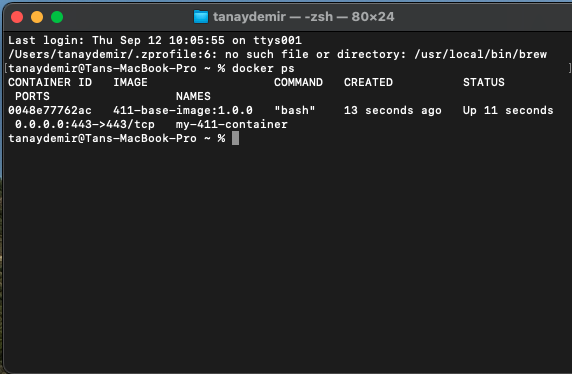 tanaydemir — -zsh — 80×24
Last login: Thu Sep 12 10:05:55 on ttys001
/Users/tanaydemir/.zprofile:6: no such file or directory: /usr/local/bin/brew
[tanaydemir@Tans-MacBook-Pro ~ % docker ps ]
CONTAINER ID   IMAGE                  COMMAND   CREATED          STATUS
 PORTS                  NAMES
0048e77762ac   411-base-image:1.0.0   "bash"    13 seconds ago   Up 11 seconds
 0.0.0.0:443->443/tcp   my-411-container
tanaydemir@Tans-MacBook-Pro ~ %